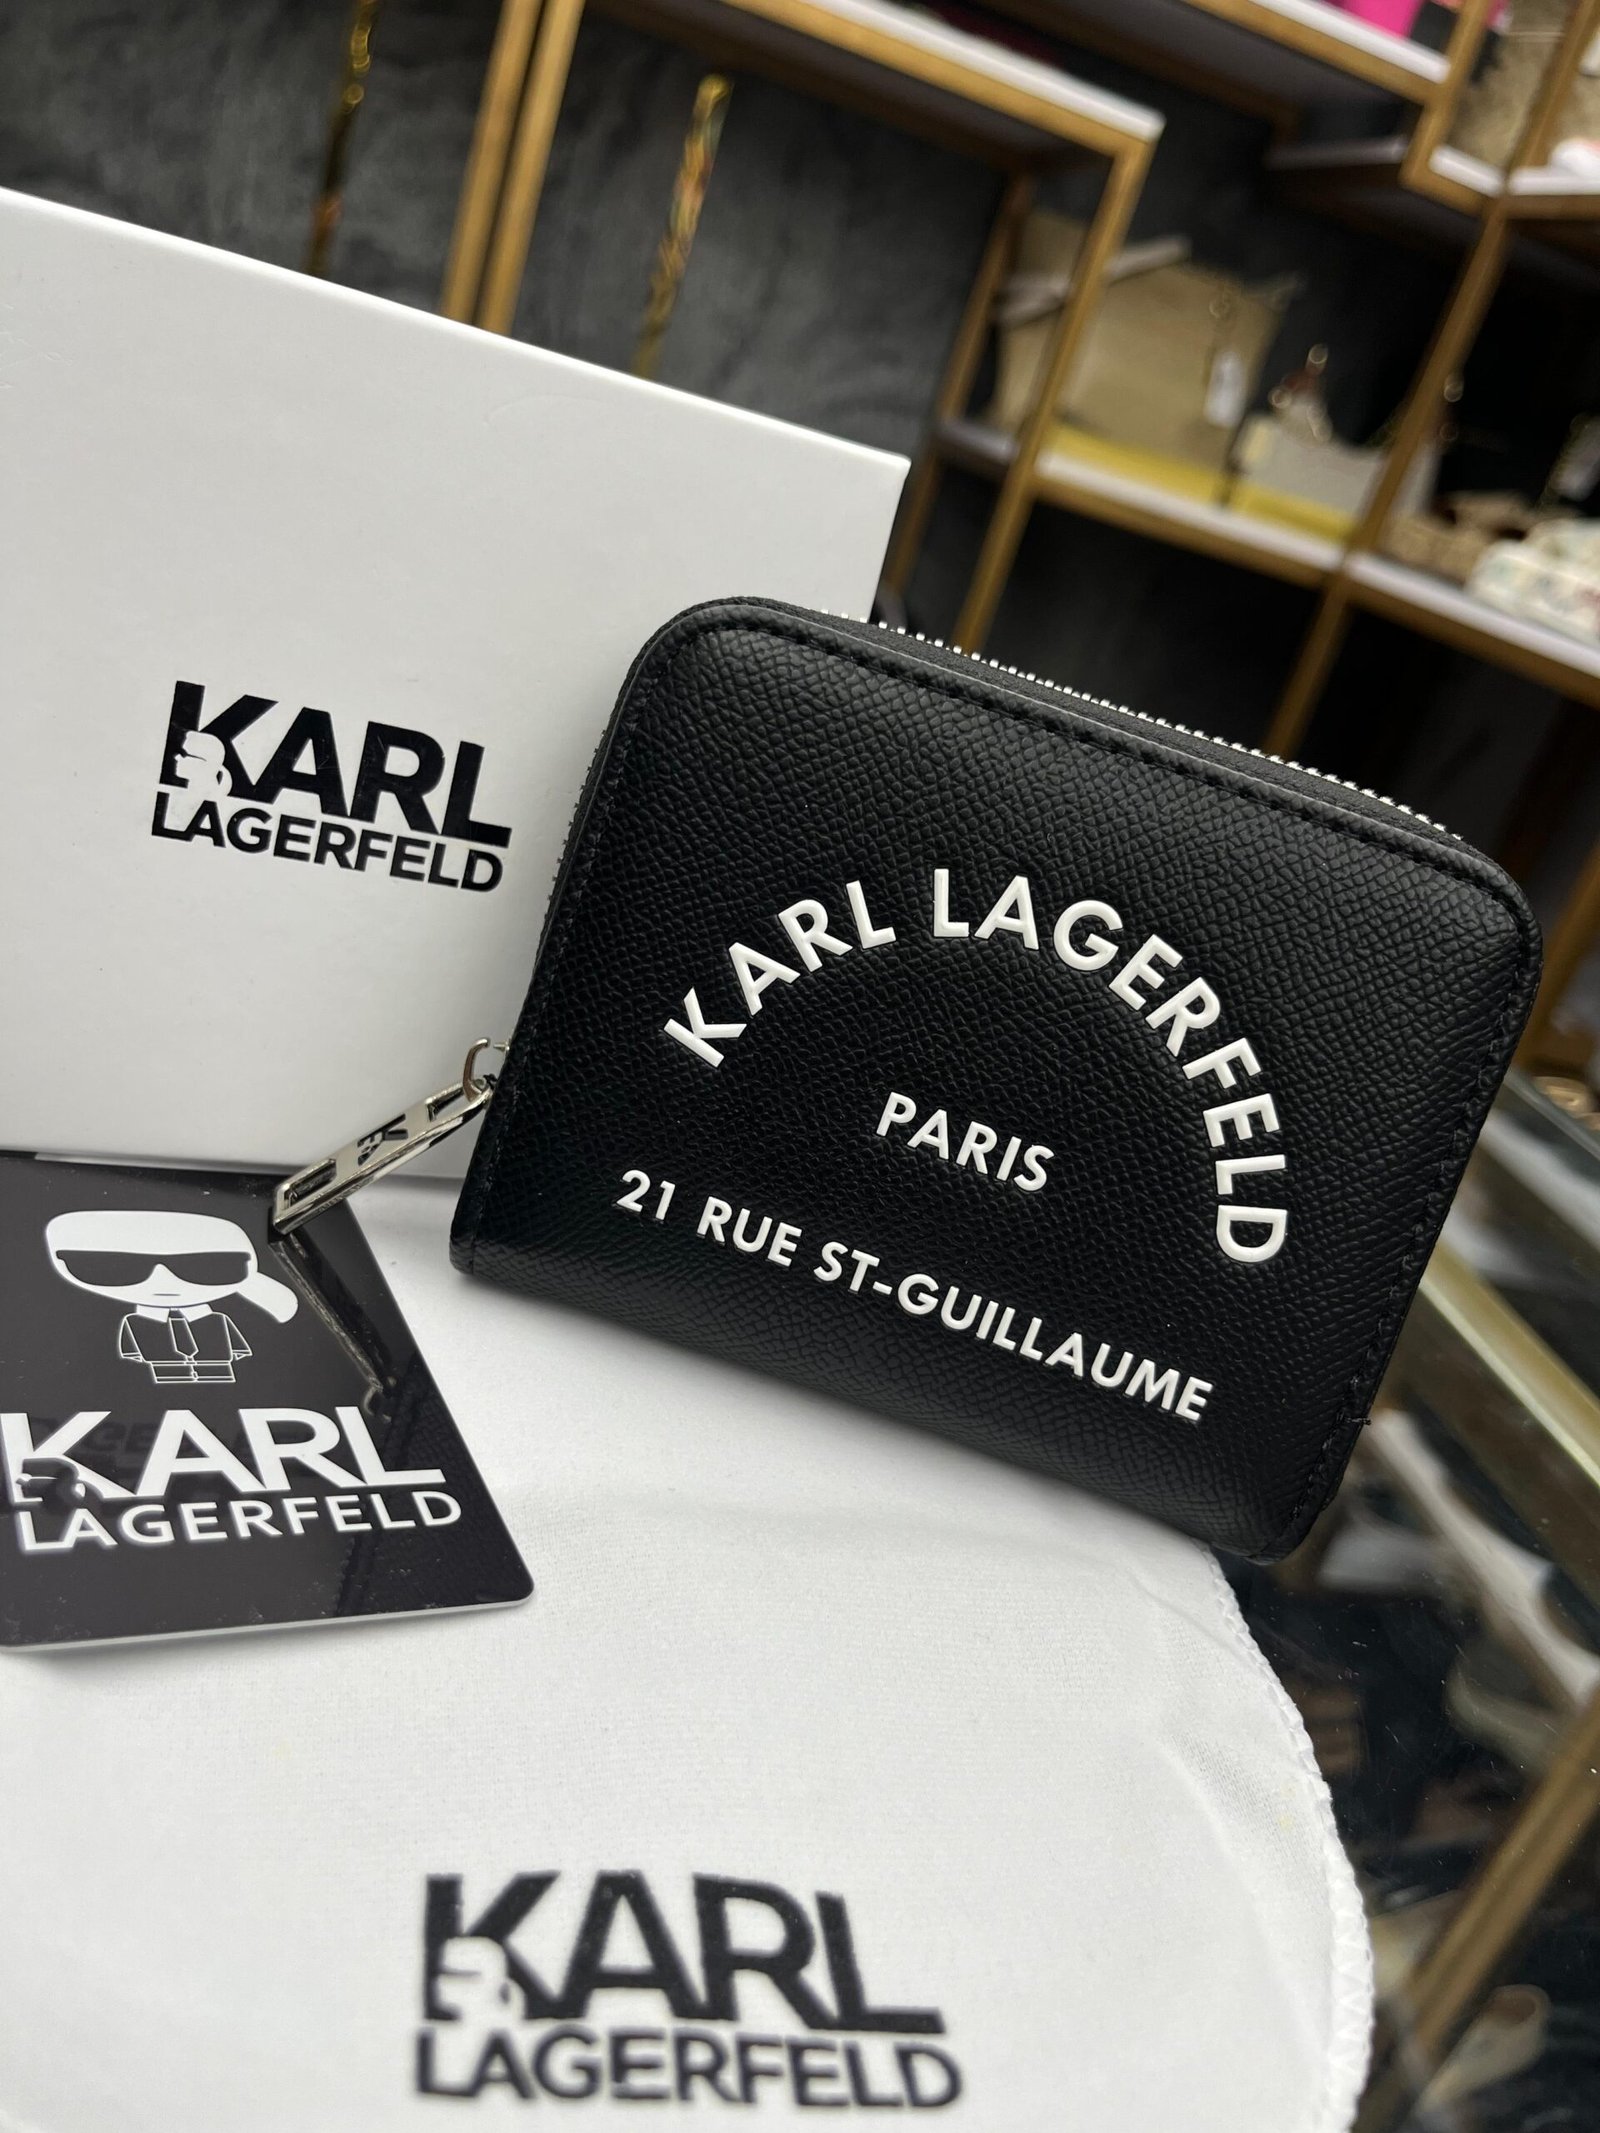 KARL
LAGERFELD
KARL LAGERFELD
PARIS
21 RUE ST-GUILLAUME
KARL
LAGERFELD
KARL
LAGERFELD